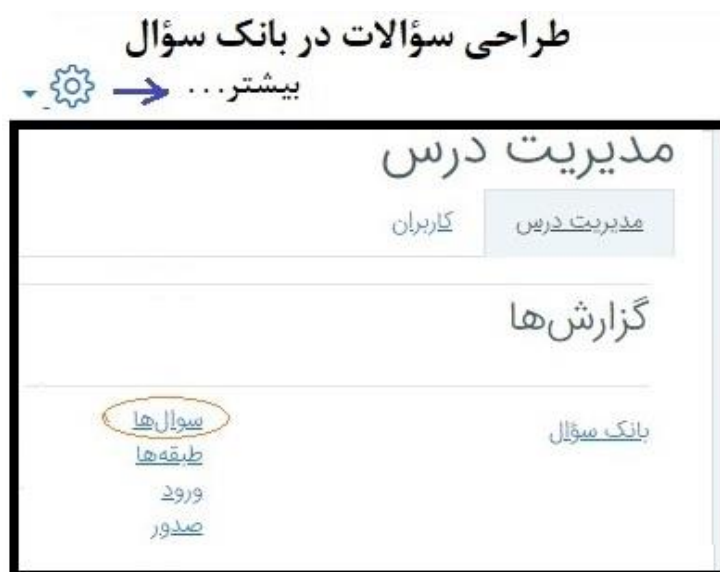 طراحی سؤالات در بانک سؤال
بیشتر...
مدیریت درس
مدیریت درس کاربران
گزارش‌ها
بانک سؤال سوال‌ها
طبقه‌ها
ورود
صدور